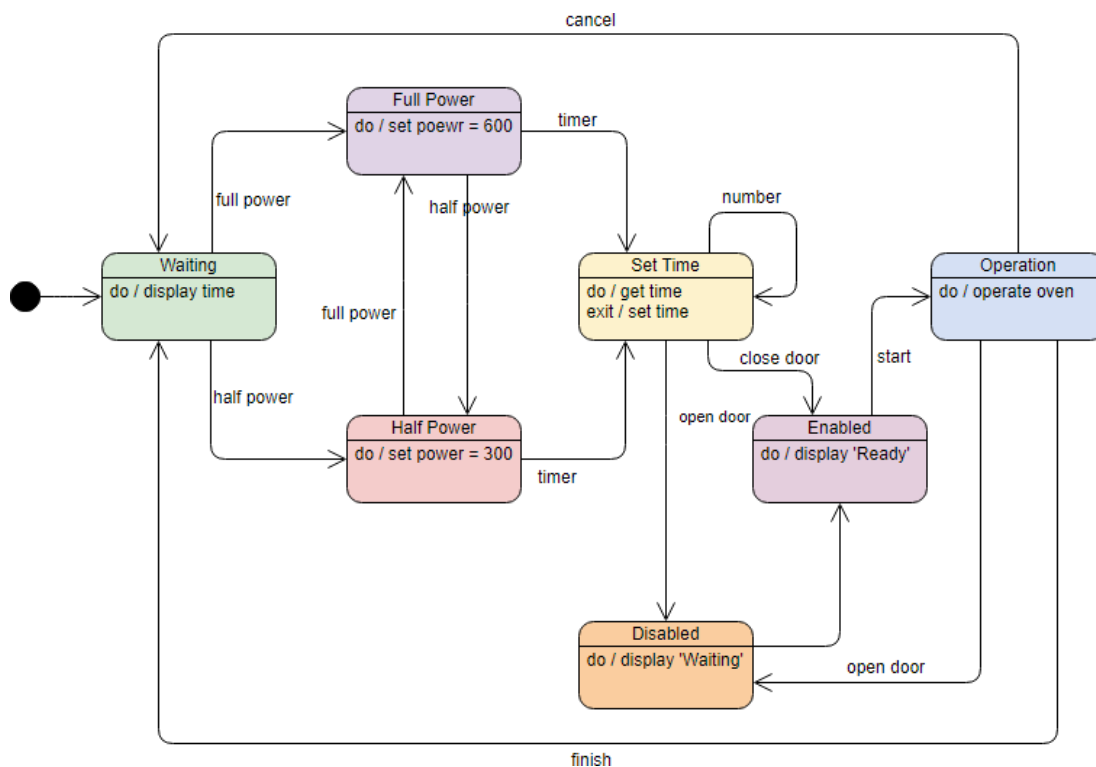 cancel
Full Power
do / set poewr = 600
timer
full power
half power
number
Waiting
do / display time
Set Time
do / get time
exit / set time
Operation
do / operate oven
full power
close door
start
half power
open door
Half Power
do / set power = 300
timer
Enabled
do / display 'Ready'
Disabled
do / display 'Waiting'
open door
finish